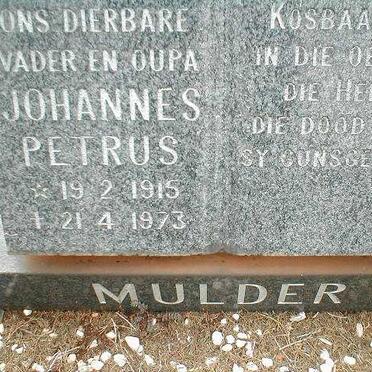 ONS DIERBARE
VADER EN OUPA
JOHANNES
PETRUS
☆ 19 2 1915
† 21 4 1973
KOSBAA
IN DIE O
DIE HE
DIE DOOD
SY GUNSGE
MULDER